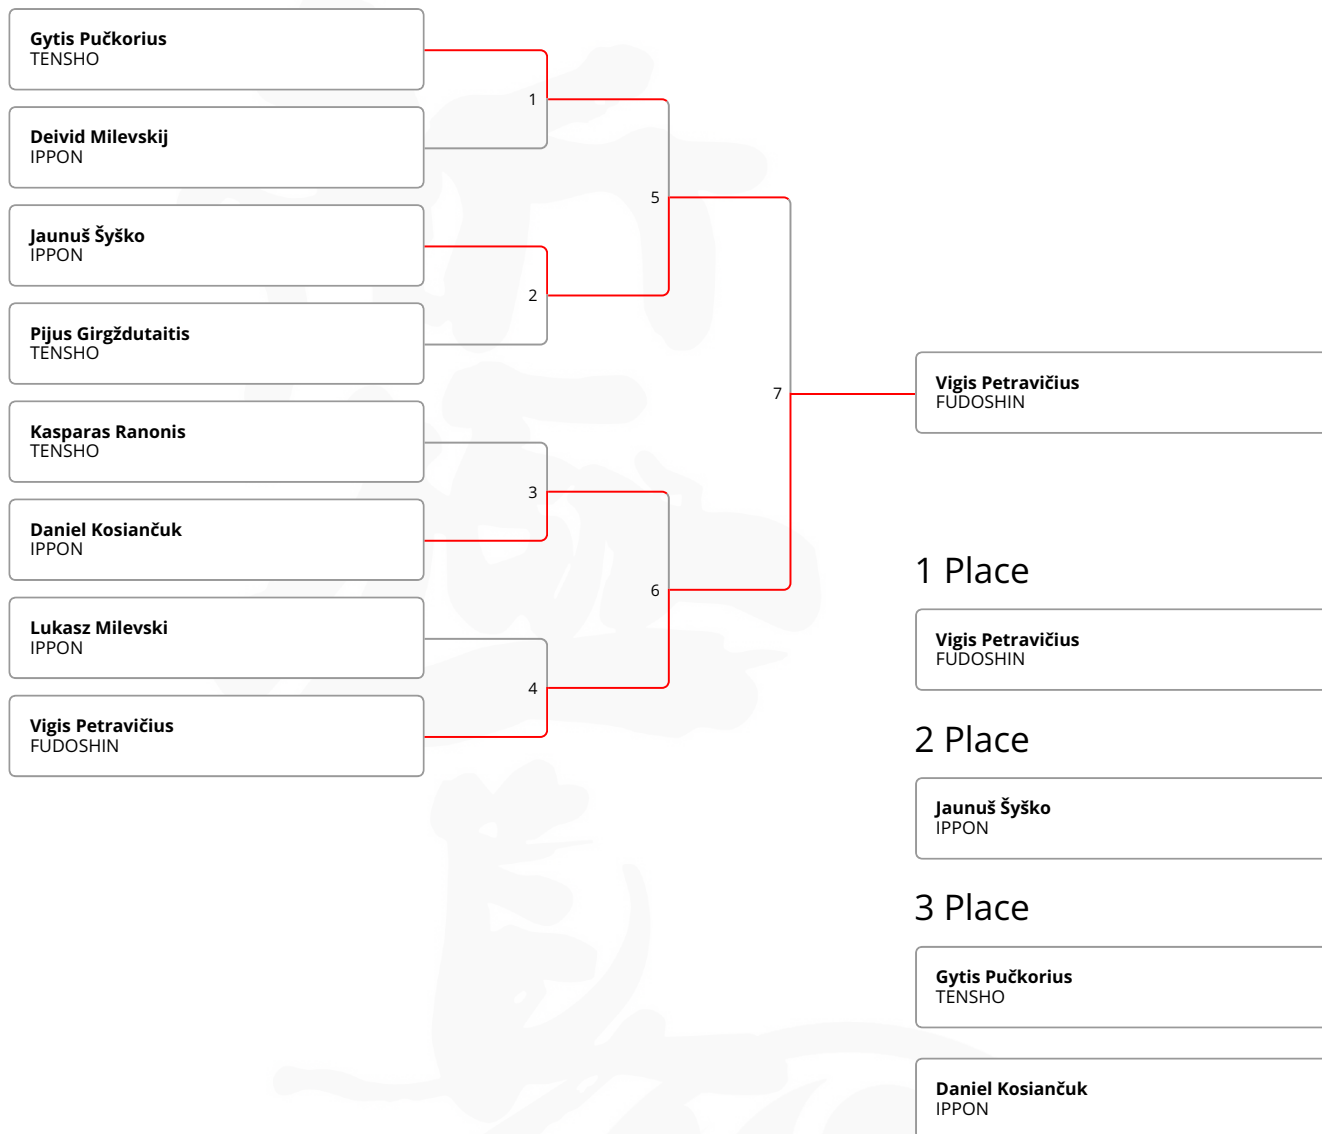 Gytis Pučkorius
TENSHO
Deivid Milevskij
IPPON
Jaunuš Šyško
IPPON
Pijus Girgždutaitis
TENSHO
Kasparas Ranonis
TENSHO
Daniel Kosiančuk
IPPON
Lukasz Milevski
IPPON
Vigis Petravičius
FUDOSHIN
1
2
3
4
5
6
7
Vigis Petravičius
FUDOSHIN
1 Place
Vigis Petravičius
FUDOSHIN
2 Place
Jaunuš Šyško
IPPON
3 Place
Gytis Pučkorius
TENSHO
Daniel Kosiančuk
IPPON